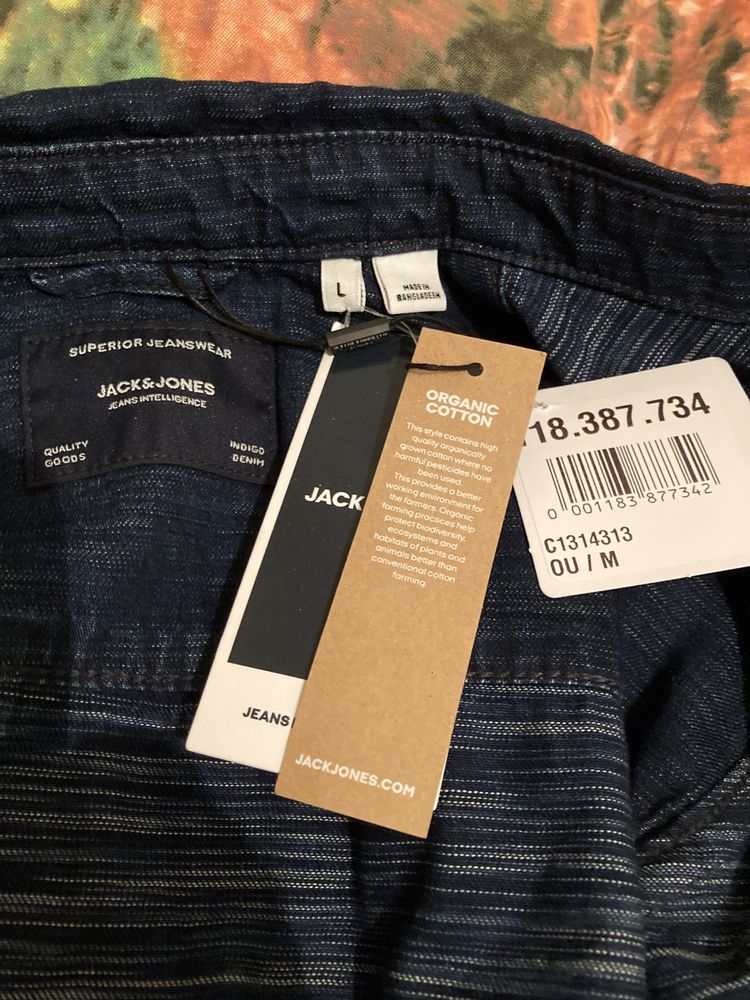 L
MADE IN
BANGLADESH
SUPERIOR JEANSWEAR
JACK&JONES
JEANS INTELLIGENCE
QUALITY
GOODS
INDIGO
DENIM
JACK
JEANS
ORGANIC
COTTON
This style contains high
quality organically
grown cotton where no
harmful pesticides have
been used.
This provides a better
working environment for
the farmers. Organic
farming practices help
protect biodiversity,
ecosystems and
habitats of plants and
animals better than
conventional cotton
farming.
JACKJONES.COM
118.387.734
0 001183 877342
C1314313
OU / M